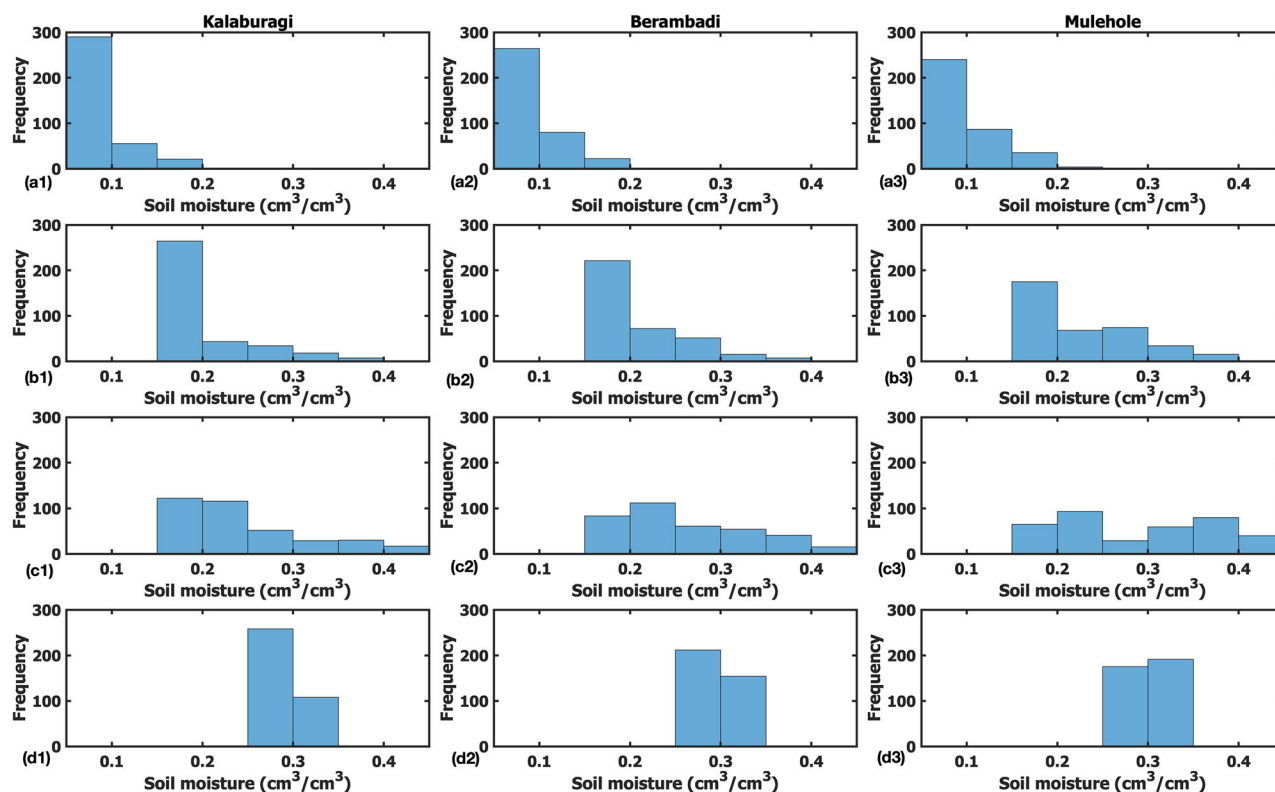 Kalaburagi Berambadi Mulehole
300 300 300
Frequency Frequency Frequency
200 200 200
100 100 100
0 0 0
(a1) 0.1 0.2 0.3 0.4 (a2) 0.1 0.2 0.3 0.4 (a3) 0.1 0.2 0.3 0.4
Soil moisture (cm³/cm³) Soil moisture (cm³/cm³) Soil moisture (cm³/cm³)
300 300 300
Frequency Frequency Frequency
200 200 200
100 100 100
0 0 0
(b1) 0.1 0.2 0.3 0.4 (b2) 0.1 0.2 0.3 0.4 (b3) 0.1 0.2 0.3 0.4
Soil moisture (cm³/cm³) Soil moisture (cm³/cm³) Soil moisture (cm³/cm³)
300 300 300
Frequency Frequency Frequency
200 200 200
100 100 100
0 0 0
(c1) 0.1 0.2 0.3 0.4 (c2) 0.1 0.2 0.3 0.4 (c3) 0.1 0.2 0.3 0.4
Soil moisture (cm³/cm³) Soil moisture (cm³/cm³) Soil moisture (cm³/cm³)
300 300 300
Frequency Frequency Frequency
200 200 200
100 100 100
0 0 0
(d1) 0.1 0.2 0.3 0.4 (d2) 0.1 0.2 0.3 0.4 (d3) 0.1 0.2 0.3 0.4
Soil moisture (cm³/cm³) Soil moisture (cm³/cm³) Soil moisture (cm³/cm³)